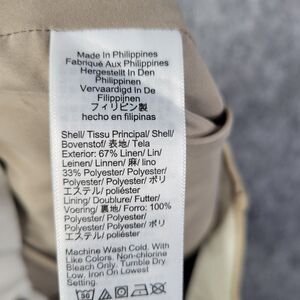 Made In Philippines
Fabriqué Aux Philippines
Hergestellt In Den
Philippinen
Vervaardigd In De
Filippijnen
フィリピン製
hecho en filipinas
Shell/ Tissu Principal/ Shell/
Bovenstof/ 表地/ Tela
Exterior: 67% Linen/ Lin/
Leinen/ Linnen/ 麻/ lino
33% Polyester/ Polyester/
Polyester/ Polyester/ ポリ
エステル/ poliéster
Lining/ Doublure/ Futter/
Voering/ 裏地/ Forro: 100%
Polyester/ Polyester/
Polyester/ Polyester/ ポリ
エステル/ poliéster
Machine Wash Cold. With
Like Colors. Non-chlorine
Bleach Only. Tumble Dry
Low. Iron On Lowest
Setting.
30